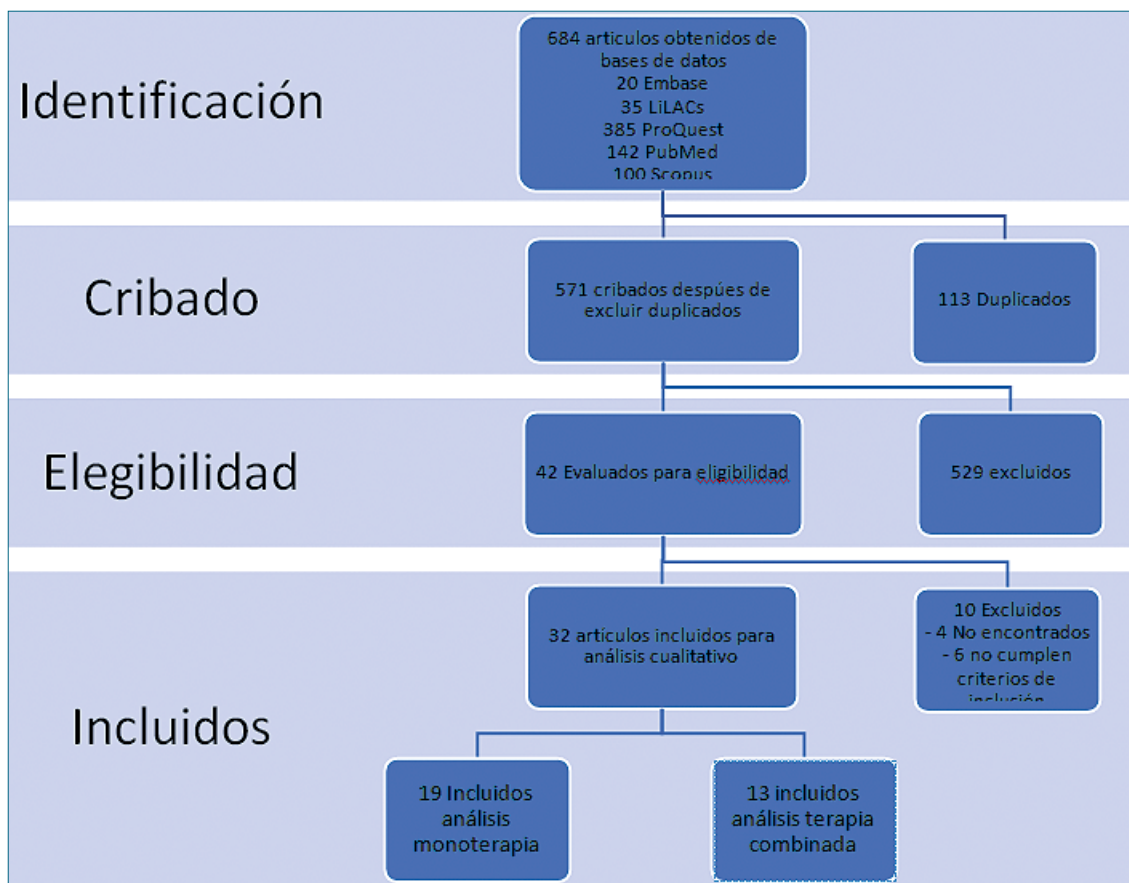 Identificación
684 articulos obtenidos de
bases de datos
20 Embase
35 LiLACs
385 ProQuest
142 PubMed
100 Scopus
Cribado
571 cribados despúes de
excluir duplicados
113 Duplicados
Elegibilidad
42 Evaluados para eligibilidad
529 excluidos
Incluidos
32 artículos incluidos para
análisis cualitativo
10 Excluidos
- 4 No encontrados
- 6 no cumplen
criterios de
inclusión
19 Incluidos
análisis
monoterapia
13 incluidos
análisis terapia
combinada